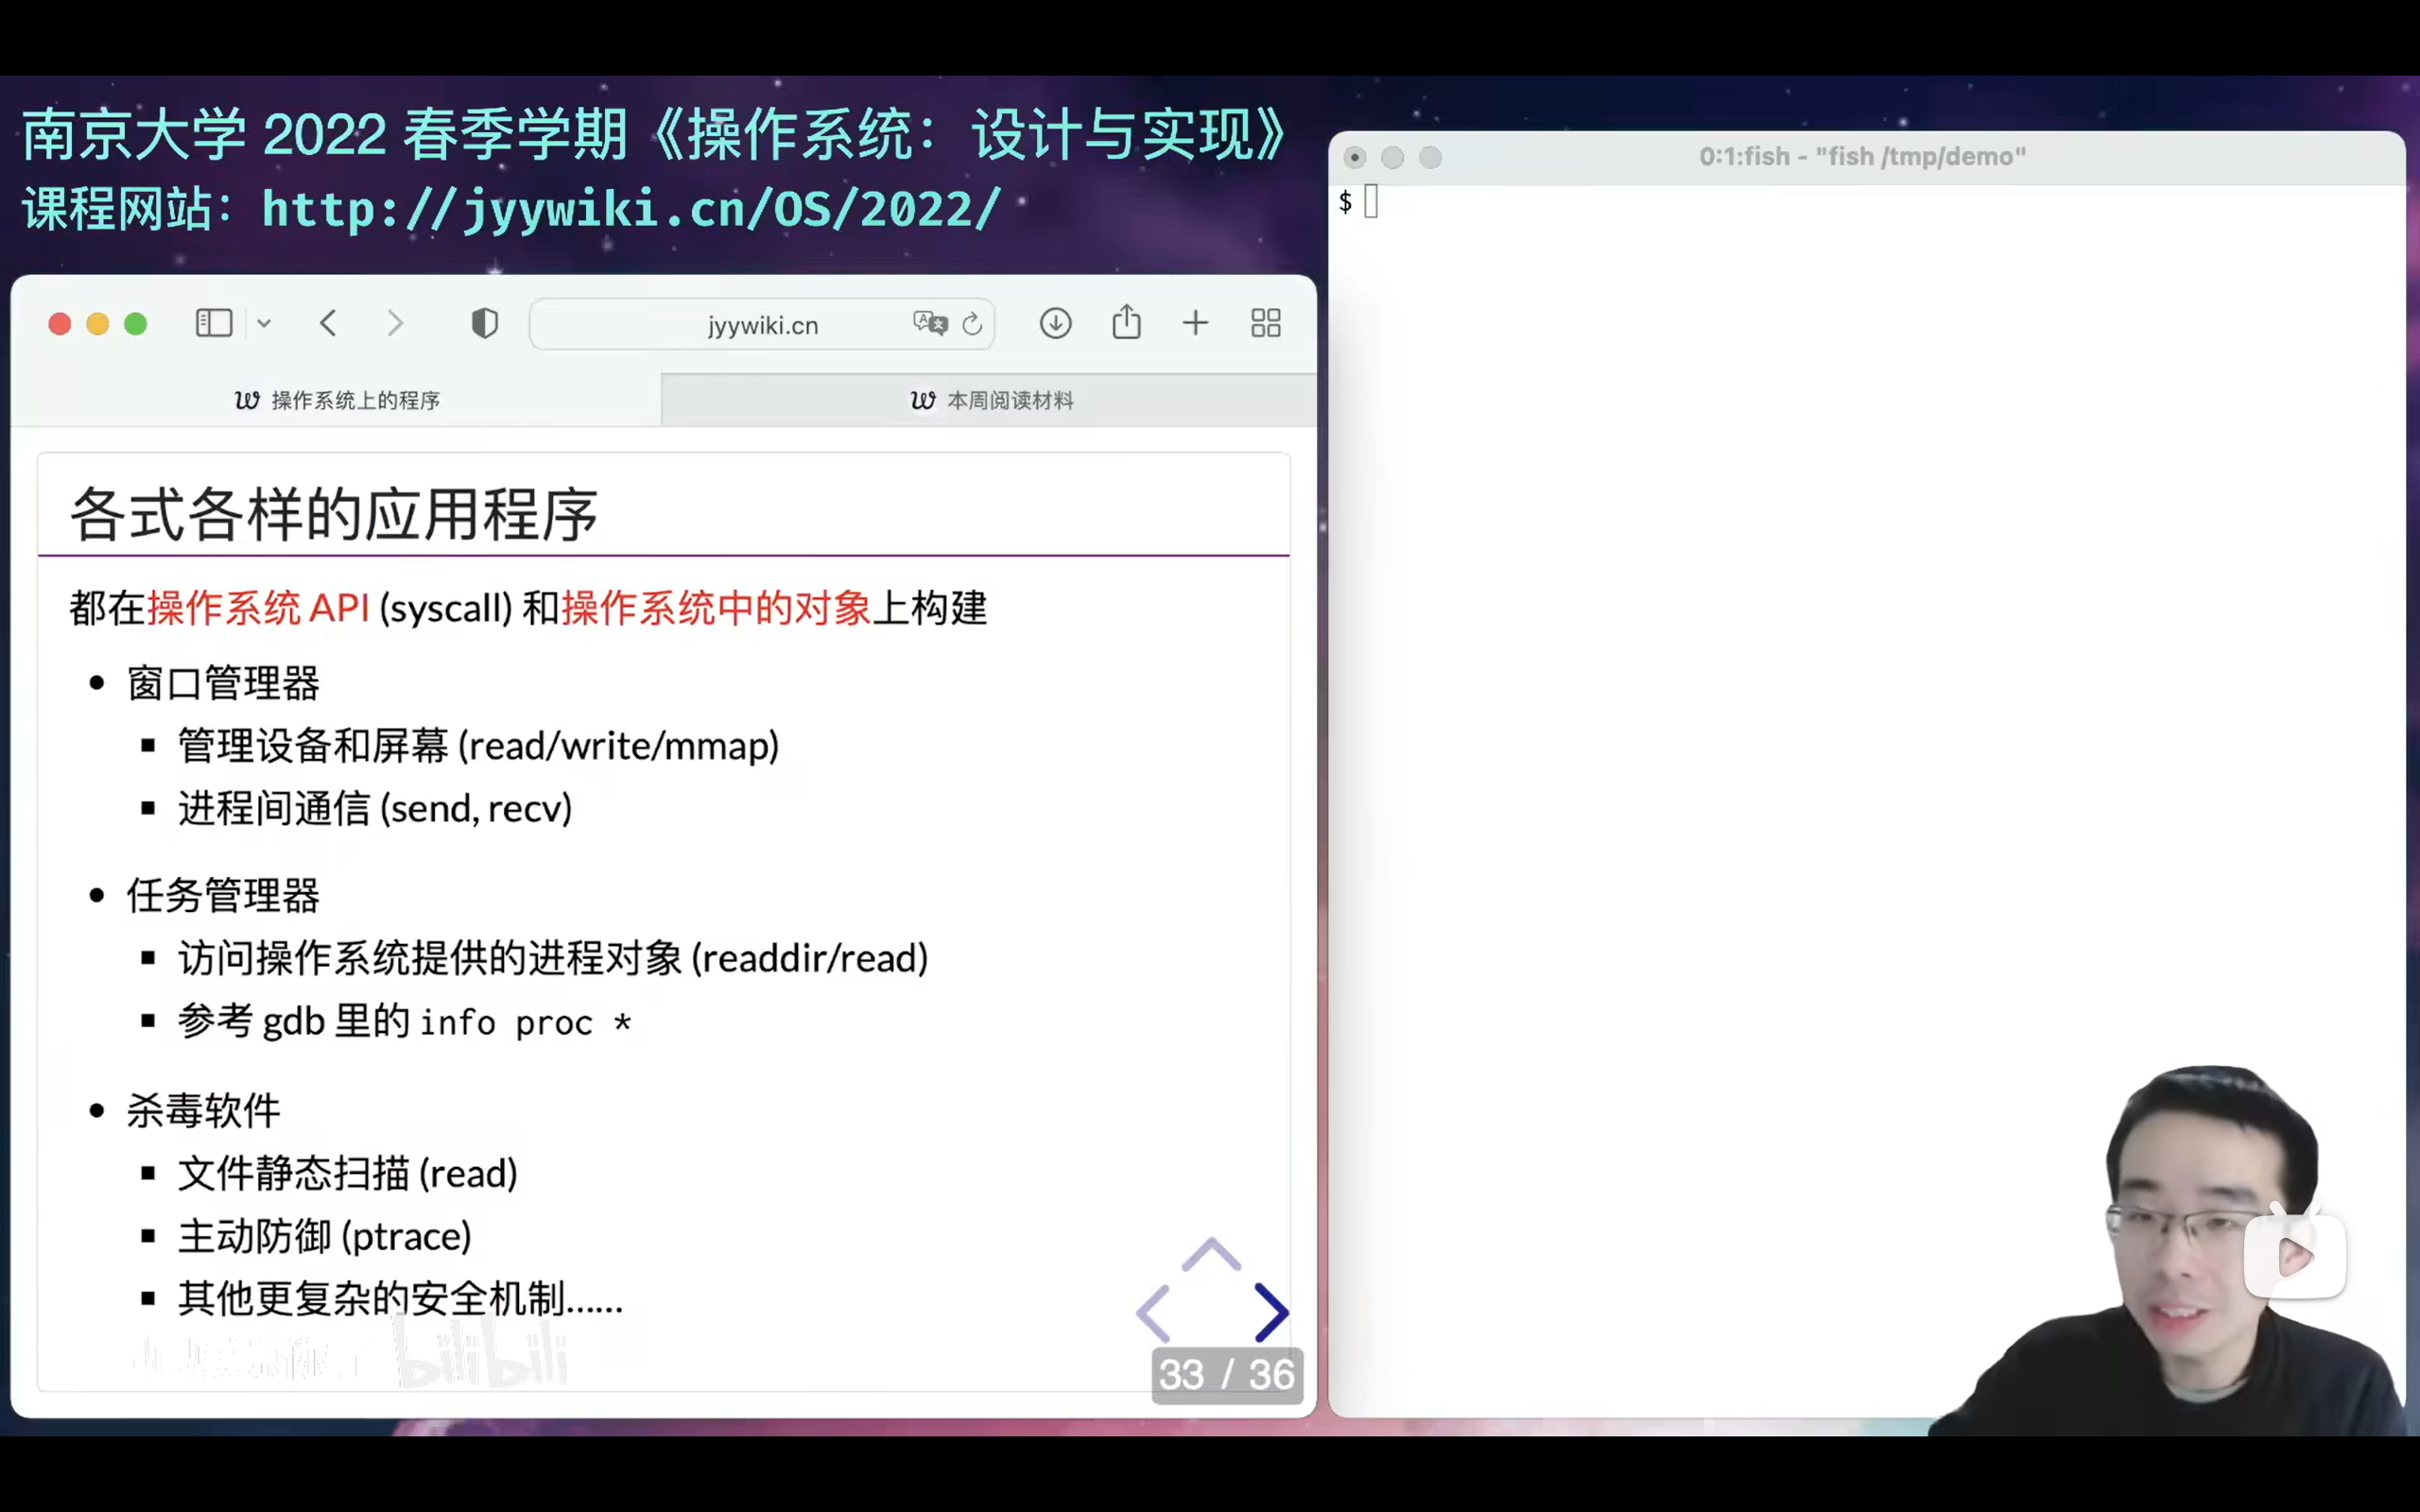 南京大学 2022 春季学期《操作系统：设计与实现》
课程网站：http://jyywiki.cn/OS/2022/
jyywiki.cn
操作系统上的程序
本周阅读材料
各式各样的应用程序
都在操作系统 API (syscall) 和操作系统中的对象上构建
• 窗口管理器
▪ 管理设备和屏幕 (read/write/mmap)
▪ 进程间通信 (send, recv)
• 任务管理器
▪ 访问操作系统提供的进程对象 (readdir/read)
▪ 参考 gdb 里的 info proc *
• 杀毒软件
▪ 文件静态扫描 (read)
▪ 主动防御 (ptrace)
▪ 其他更复杂的安全机制……
bilibili
33 / 36
0:1:fish - "fish /tmp/demo"
$